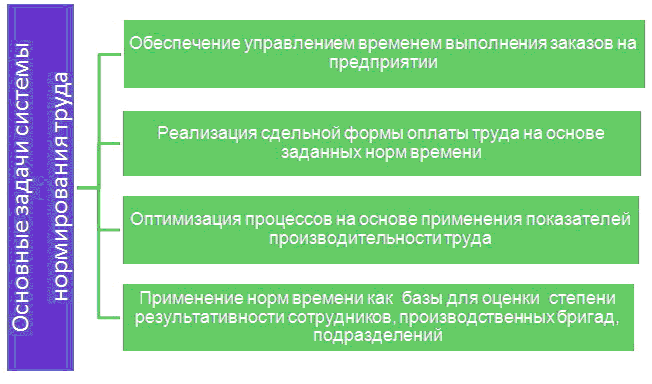 Основные задачи системы
нормирования труда
Обеспечение управлением временем выполнения заказов на
предприятии
Реализация сдельной формы оплаты труда на основе
заданных норм времени
Оптимизация процессов на основе применения показателей
производительности труда
Применение норм времени как базы для оценки степени
результативности сотрудников, производственных бригад,
подразделений